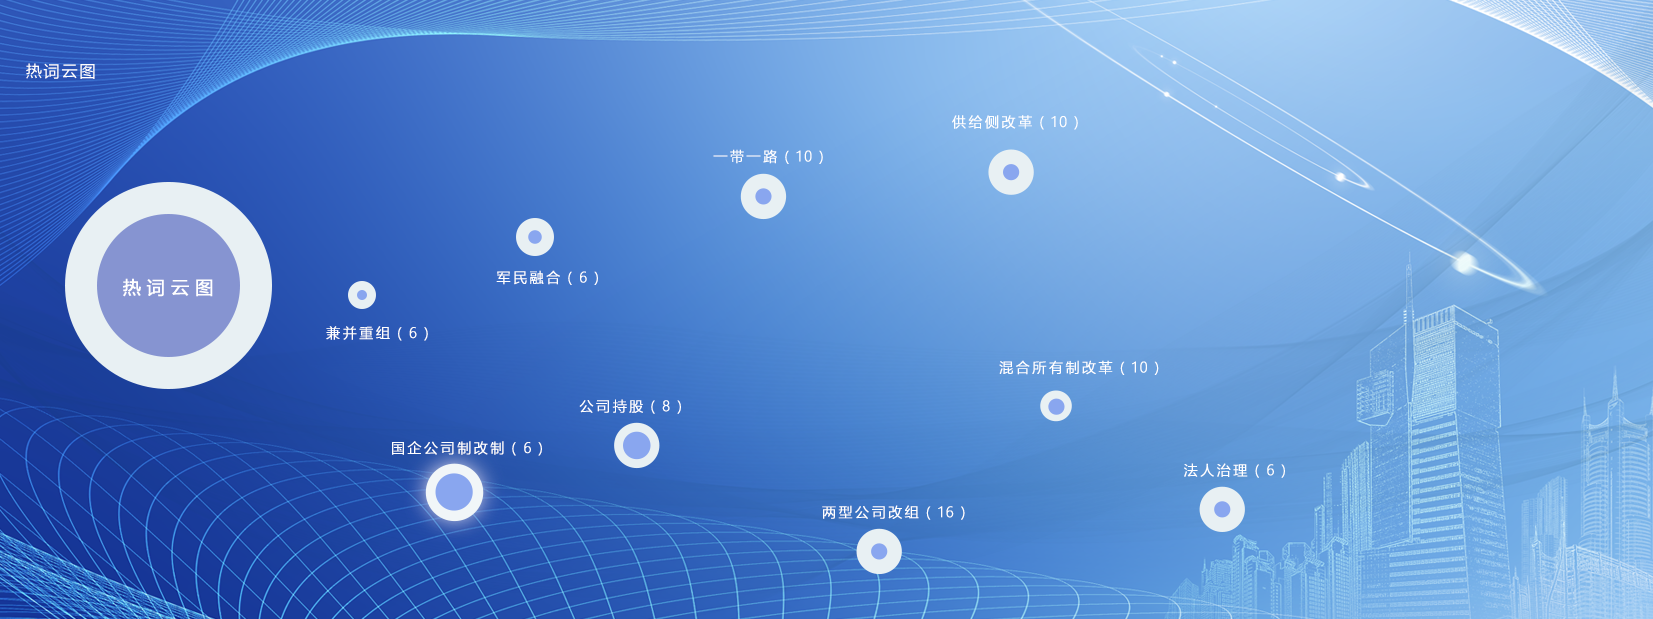 热词云图
供给侧改革（10）
一带一路（10）
军民融合（6）
热词云图
兼并重组（6）
混合所有制改革（10）
公司持股（8）
国企公司制改制（6）
法人治理（6）
两型公司改组（16）